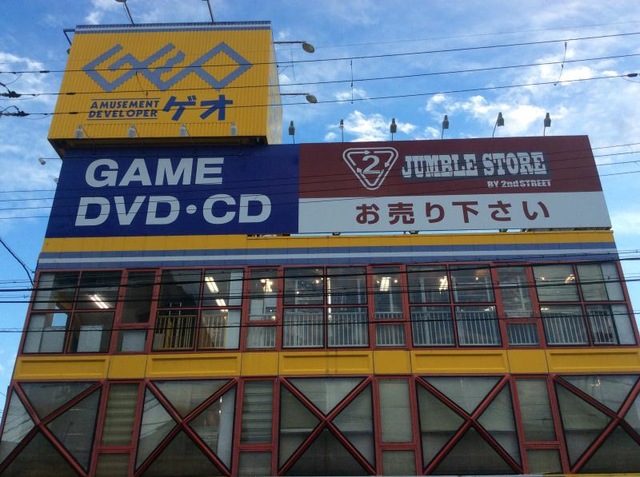 GEO
AMUSEMENT
DEVELOPER
ゲオ
GAME
DVD・CD
2
JUMBLE STORE
BY 2nd STREET
お売り下さい